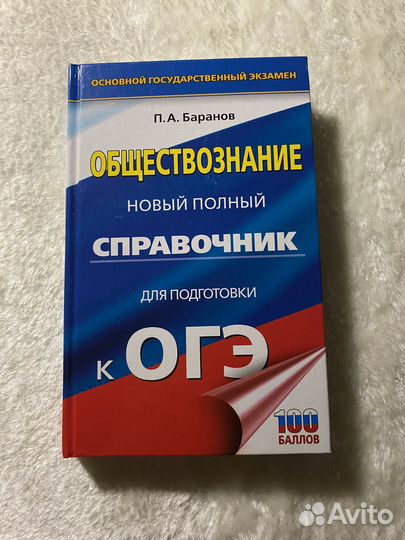 ОСНОВНОЙ ГОСУДАРСТВЕННЫЙ ЭКЗАМЕН
П.А. Баранов
ОБЩЕСТВОЗНАНИЕ
НОВЫЙ ПОЛНЫЙ
СПРАВОЧНИК
ДЛЯ ПОДГОТОВКИ
К ОГЭ
100
БАЛЛОВ
Avito